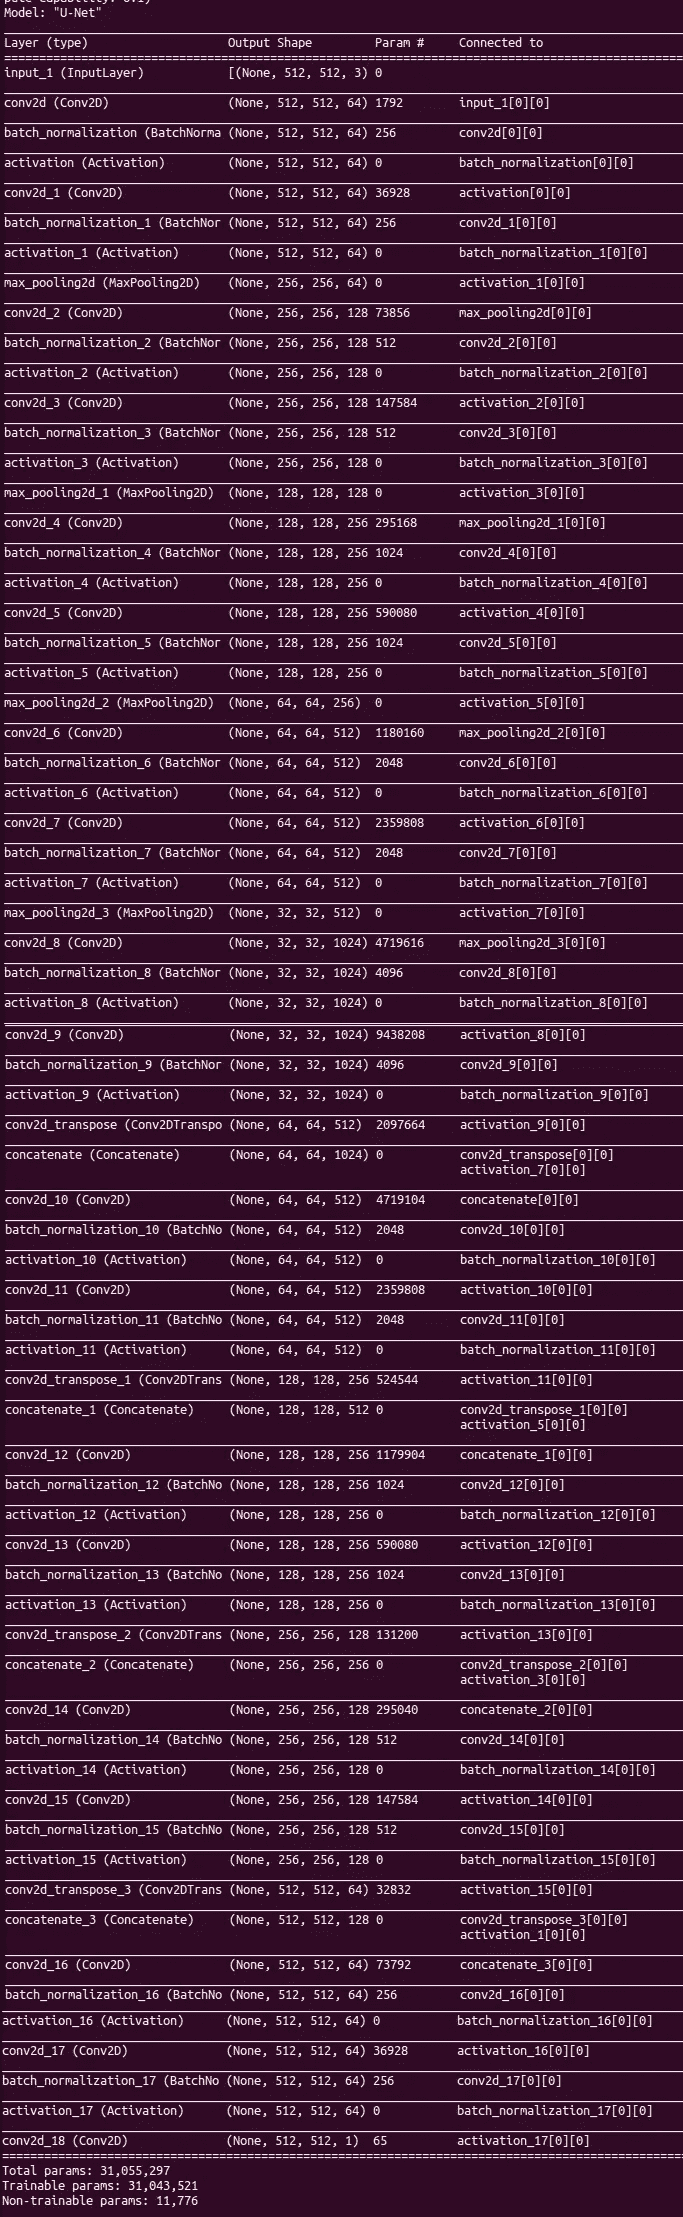 Model: "U-Net"
Layer (type) Output Shape Param # Connected to
input_1 (InputLayer) [(None, 512, 512, 3) 0
conv2d (Conv2D) (None, 512, 512, 64) 1792 input_1[0][0]
batch_normalization (BatchNorma (None, 512, 512, 64) 256 conv2d[0][0]
activation (Activation) (None, 512, 512, 64) 0 batch_normalization[0][0]
conv2d_1 (Conv2D) (None, 512, 512, 64) 36928 activation[0][0]
batch_normalization_1 (BatchNor (None, 512, 512, 64) 256 conv2d_1[0][0]
activation_1 (Activation) (None, 512, 512, 64) 0 batch_normalization_1[0][0]
max_pooling2d (MaxPooling2D) (None, 256, 256, 64) 0 activation_1[0][0]
conv2d_2 (Conv2D) (None, 256, 256, 128 73856 max_pooling2d[0][0]
batch_normalization_2 (BatchNor (None, 256, 256, 128 512 conv2d_2[0][0]
activation_2 (Activation) (None, 256, 256, 128 0 batch_normalization_2[0][0]
conv2d_3 (Conv2D) (None, 256, 256, 128 147584 activation_2[0][0]
batch_normalization_3 (BatchNor (None, 256, 256, 128 512 conv2d_3[0][0]
activation_3 (Activation) (None, 256, 256, 128 0 batch_normalization_3[0][0]
max_pooling2d_1 (MaxPooling2D) (None, 128, 128, 128 0 activation_3[0][0]
conv2d_4 (Conv2D) (None, 128, 128, 256 295168 max_pooling2d_1[0][0]
batch_normalization_4 (BatchNor (None, 128, 128, 256 1024 conv2d_4[0][0]
activation_4 (Activation) (None, 128, 128, 256 0 batch_normalization_4[0][0]
conv2d_5 (Conv2D) (None, 128, 128, 256 590080 activation_4[0][0]
batch_normalization_5 (BatchNor (None, 128, 128, 256 1024 conv2d_5[0][0]
activation_5 (Activation) (None, 128, 128, 256 0 batch_normalization_5[0][0]
max_pooling2d_2 (MaxPooling2D) (None, 64, 64, 256) 0 activation_5[0][0]
conv2d_6 (Conv2D) (None, 64, 64, 512) 1180160 max_pooling2d_2[0][0]
batch_normalization_6 (BatchNor (None, 64, 64, 512) 2048 conv2d_6[0][0]
activation_6 (Activation) (None, 64, 64, 512) 0 batch_normalization_6[0][0]
conv2d_7 (Conv2D) (None, 64, 64, 512) 2359808 activation_6[0][0]
batch_normalization_7 (BatchNor (None, 64, 64, 512) 2048 conv2d_7[0][0]
activation_7 (Activation) (None, 64, 64, 512) 0 batch_normalization_7[0][0]
max_pooling2d_3 (MaxPooling2D) (None, 32, 32, 512) 0 activation_7[0][0]
conv2d_8 (Conv2D) (None, 32, 32, 1024) 4719616 max_pooling2d_3[0][0]
batch_normalization_8 (BatchNor (None, 32, 32, 1024) 4096 conv2d_8[0][0]
activation_8 (Activation) (None, 32, 32, 1024) 0 batch_normalization_8[0][0]
conv2d_9 (Conv2D) (None, 32, 32, 1024) 9438208 activation_8[0][0]
batch_normalization_9 (BatchNor (None, 32, 32, 1024) 4096 conv2d_9[0][0]
activation_9 (Activation) (None, 32, 32, 1024) 0 batch_normalization_9[0][0]
conv2d_transpose (Conv2DTranspo (None, 64, 64, 512) 2097664 activation_9[0][0]
concatenate (Concatenate) (None, 64, 64, 1024) 0 conv2d_transpose[0][0]
activation_7[0][0]
conv2d_10 (Conv2D) (None, 64, 64, 512) 4719104 concatenate[0][0]
batch_normalization_10 (BatchNo (None, 64, 64, 512) 2048 conv2d_10[0][0]
activation_10 (Activation) (None, 64, 64, 512) 0 batch_normalization_10[0][0]
conv2d_11 (Conv2D) (None, 64, 64, 512) 2359808 activation_10[0][0]
batch_normalization_11 (BatchNo (None, 64, 64, 512) 2048 conv2d_11[0][0]
activation_11 (Activation) (None, 64, 64, 512) 0 batch_normalization_11[0][0]
conv2d_transpose_1 (Conv2DTrans (None, 128, 128, 256 524544 activation_11[0][0]
concatenate_1 (Concatenate) (None, 128, 128, 512 0 conv2d_transpose_1[0][0]
activation_5[0][0]
conv2d_12 (Conv2D) (None, 128, 128, 256 1179904 concatenate_1[0][0]
batch_normalization_12 (BatchNo (None, 128, 128, 256 1024 conv2d_12[0][0]
activation_12 (Activation) (None, 128, 128, 256 0 batch_normalization_12[0][0]
conv2d_13 (Conv2D) (None, 128, 128, 256 590080 activation_12[0][0]
batch_normalization_13 (BatchNo (None, 128, 128, 256 1024 conv2d_13[0][0]
activation_13 (Activation) (None, 128, 128, 256 0 batch_normalization_13[0][0]
conv2d_transpose_2 (Conv2DTrans (None, 256, 256, 128 131200 activation_13[0][0]
concatenate_2 (Concatenate) (None, 256, 256, 256 0 conv2d_transpose_2[0][0]
activation_3[0][0]
conv2d_14 (Conv2D) (None, 256, 256, 128 295040 concatenate_2[0][0]
batch_normalization_14 (BatchNo (None, 256, 256, 128 512 conv2d_14[0][0]
activation_14 (Activation) (None, 256, 256, 128 0 batch_normalization_14[0][0]
conv2d_15 (Conv2D) (None, 256, 256, 128 147584 activation_14[0][0]
batch_normalization_15 (BatchNo (None, 256, 256, 128 512 conv2d_15[0][0]
activation_15 (Activation) (None, 256, 256, 128 0 batch_normalization_15[0][0]
conv2d_transpose_3 (Conv2DTrans (None, 512, 512, 64) 32832 activation_15[0][0]
concatenate_3 (Concatenate) (None, 512, 512, 128 0 conv2d_transpose_3[0][0]
activation_1[0][0]
conv2d_16 (Conv2D) (None, 512, 512, 64) 73792 concatenate_3[0][0]
batch_normalization_16 (BatchNo (None, 512, 512, 64) 256 conv2d_16[0][0]
activation_16 (Activation) (None, 512, 512, 64) 0 batch_normalization_16[0][0]
conv2d_17 (Conv2D) (None, 512, 512, 64) 36928 activation_16[0][0]
batch_normalization_17 (BatchNo (None, 512, 512, 64) 256 conv2d_17[0][0]
activation_17 (Activation) (None, 512, 512, 64) 0 batch_normalization_17[0][0]
conv2d_18 (Conv2D) (None, 512, 512, 1) 65 activation_17[0][0]
Total params: 31,055,297
Trainable params: 31,043,521
Non-trainable params: 11,776